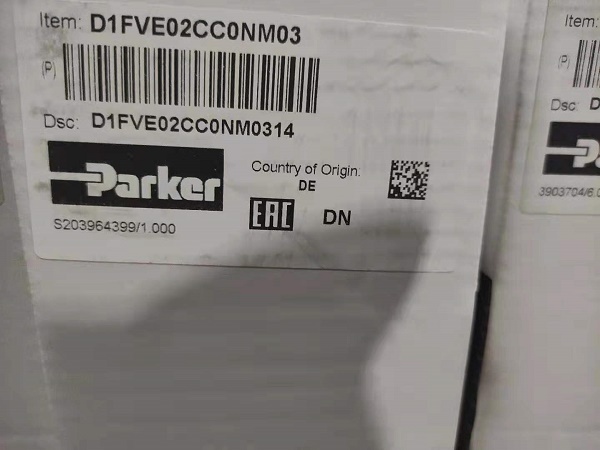 Item: D1FVE02CC0NM03
(P)
Dsc: D1FVE02CC0NM0314
Parker
Country of Origin.
DE
EAC DN
S203964399/1.000
Item:
(P)
Dsc: D
3903704/6.0